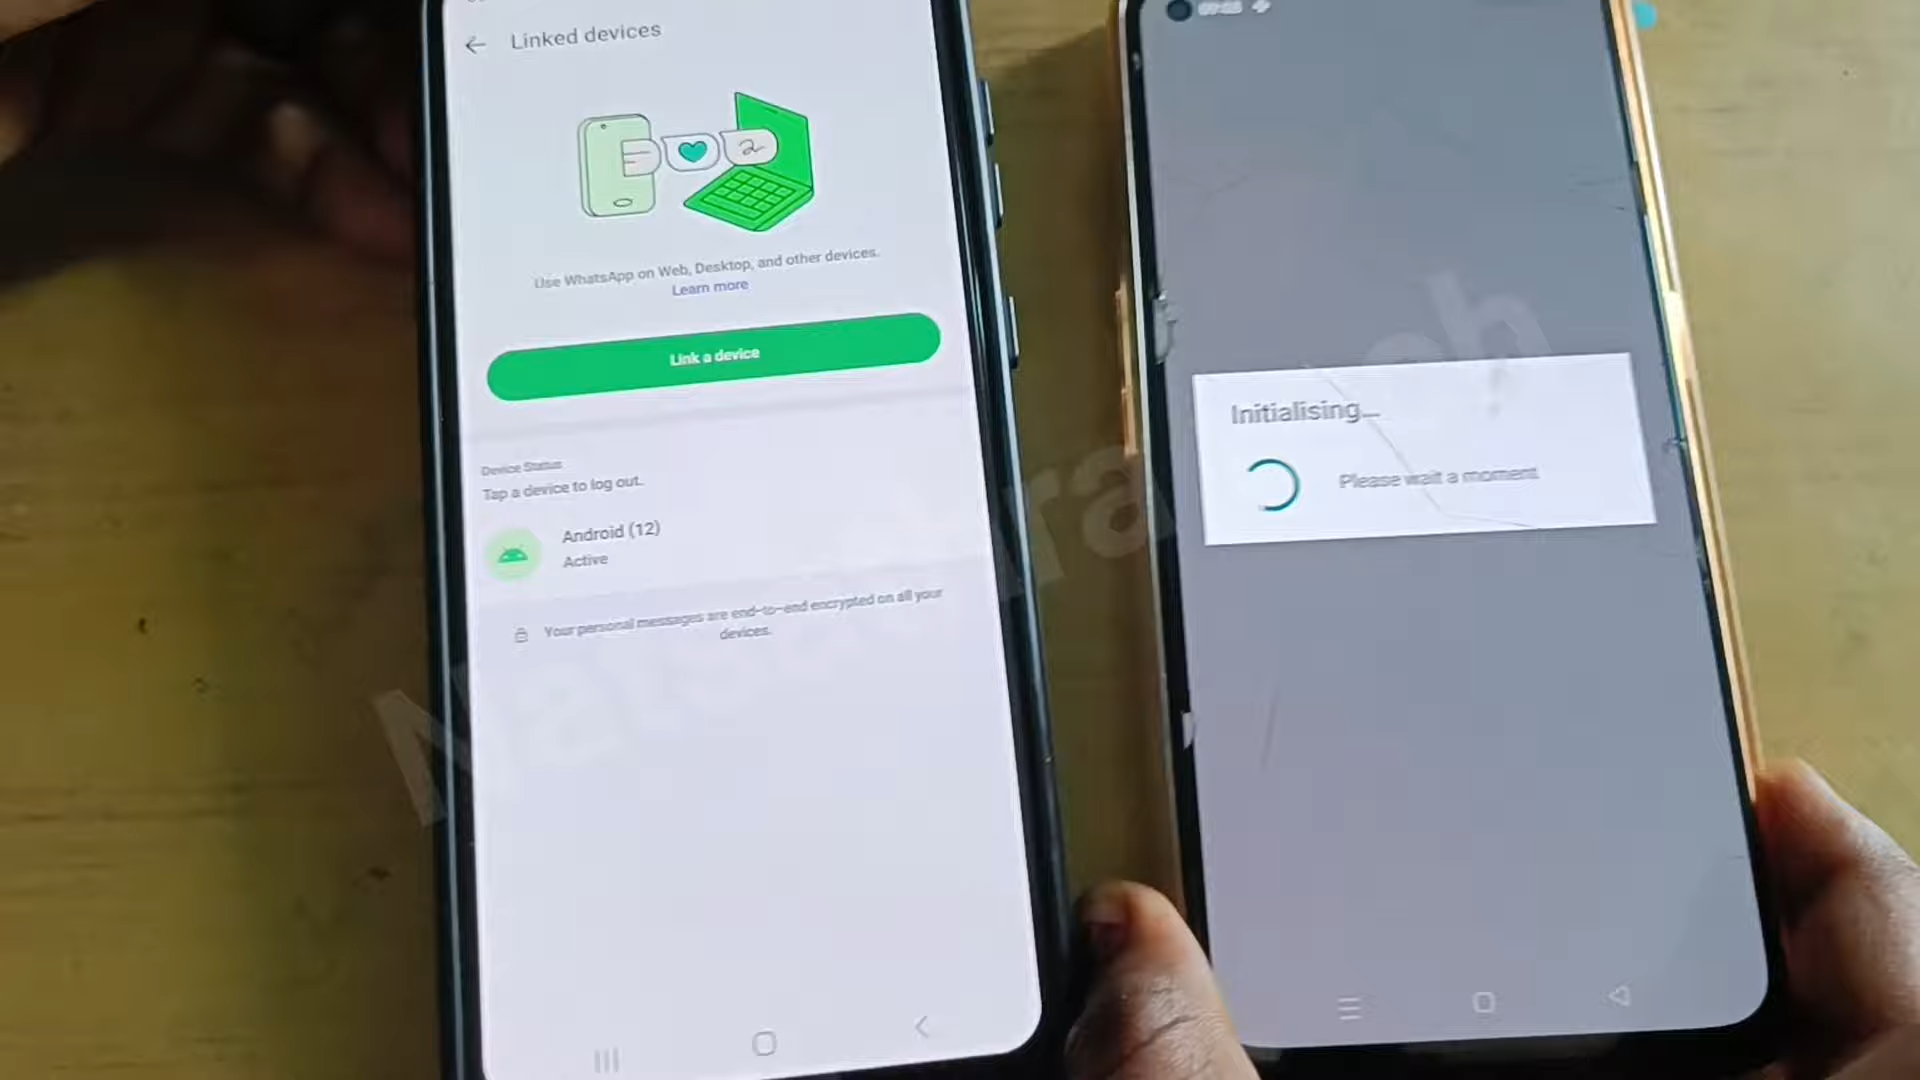 Linked devices
Use WhatsApp on Web, Desktop, and other devices.
Learn more
Link a device
Device Status
Tap a device to log out.
Android (12)
Active
Your personal messages are end-to-end encrypted on all your
devices.
Initialising...
Please wait a moment